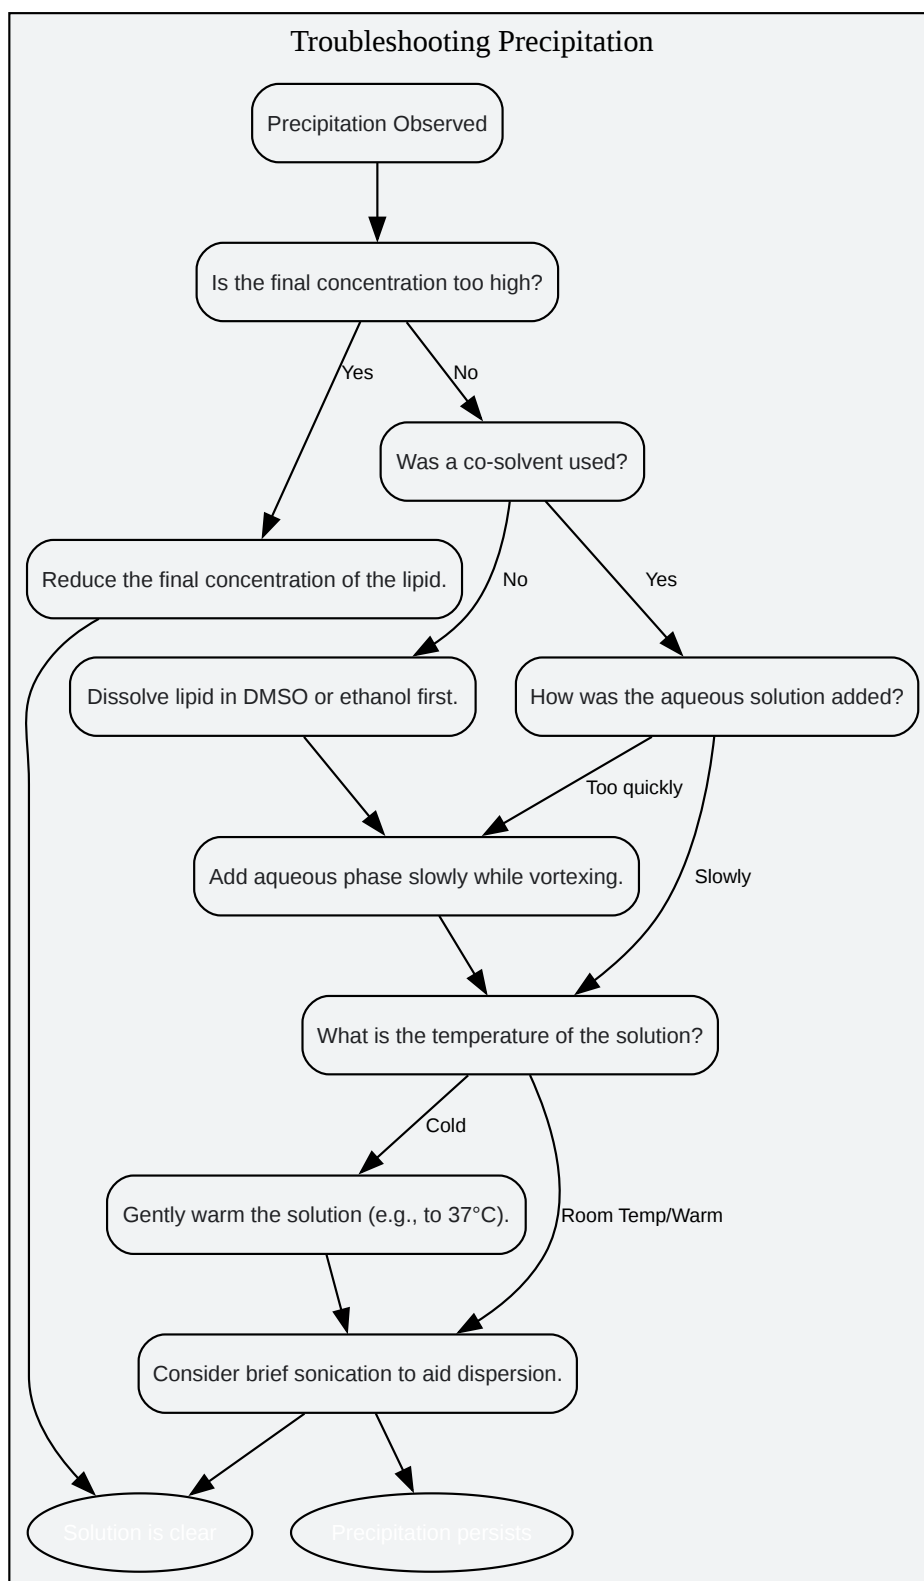 Troubleshooting Precipitation
Precipitation Observed
Is the final concentration too high?
Yes
No
Was a co-solvent used?
Reduce the final concentration of the lipid.
No
Yes
Dissolve lipid in DMSO or ethanol first.
How was the aqueous solution added?
Too quickly
Add aqueous phase slowly while vortexing.
Slowly
What is the temperature of the solution?
Cold
Gently warm the solution (e.g., to 37°C).
Room Temp/Warm
Consider brief sonication to aid dispersion.
Solution is clear
Precipitation persists